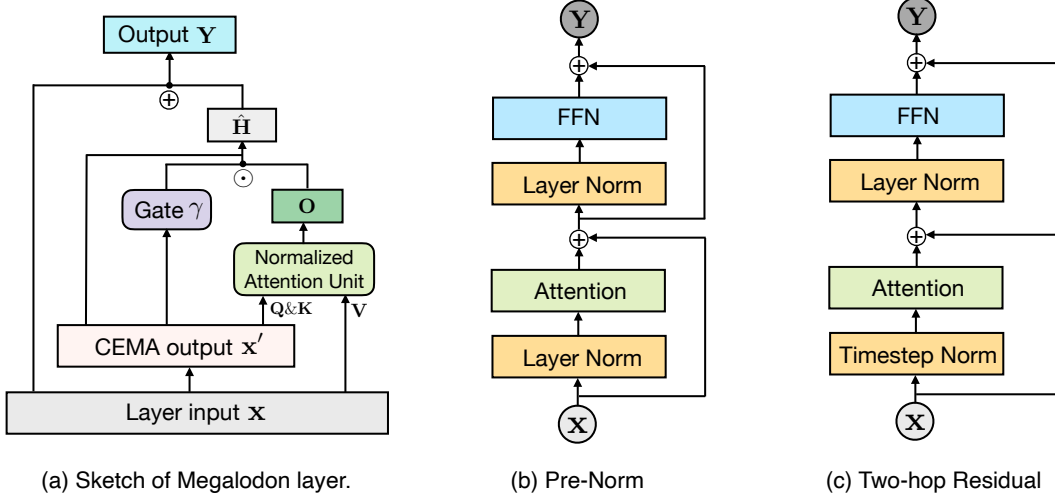 Output Y
Ĥ
Gate γ
O
Normalized
Attention Unit
Q&K
V
CEMA output x′
Layer input X
(a) Sketch of Megalodon layer.
Y
FFN
Layer Norm
Attention
Layer Norm
X
(b) Pre-Norm
Y
FFN
Layer Norm
Attention
Timestep Norm
X
(c) Two-hop Residual